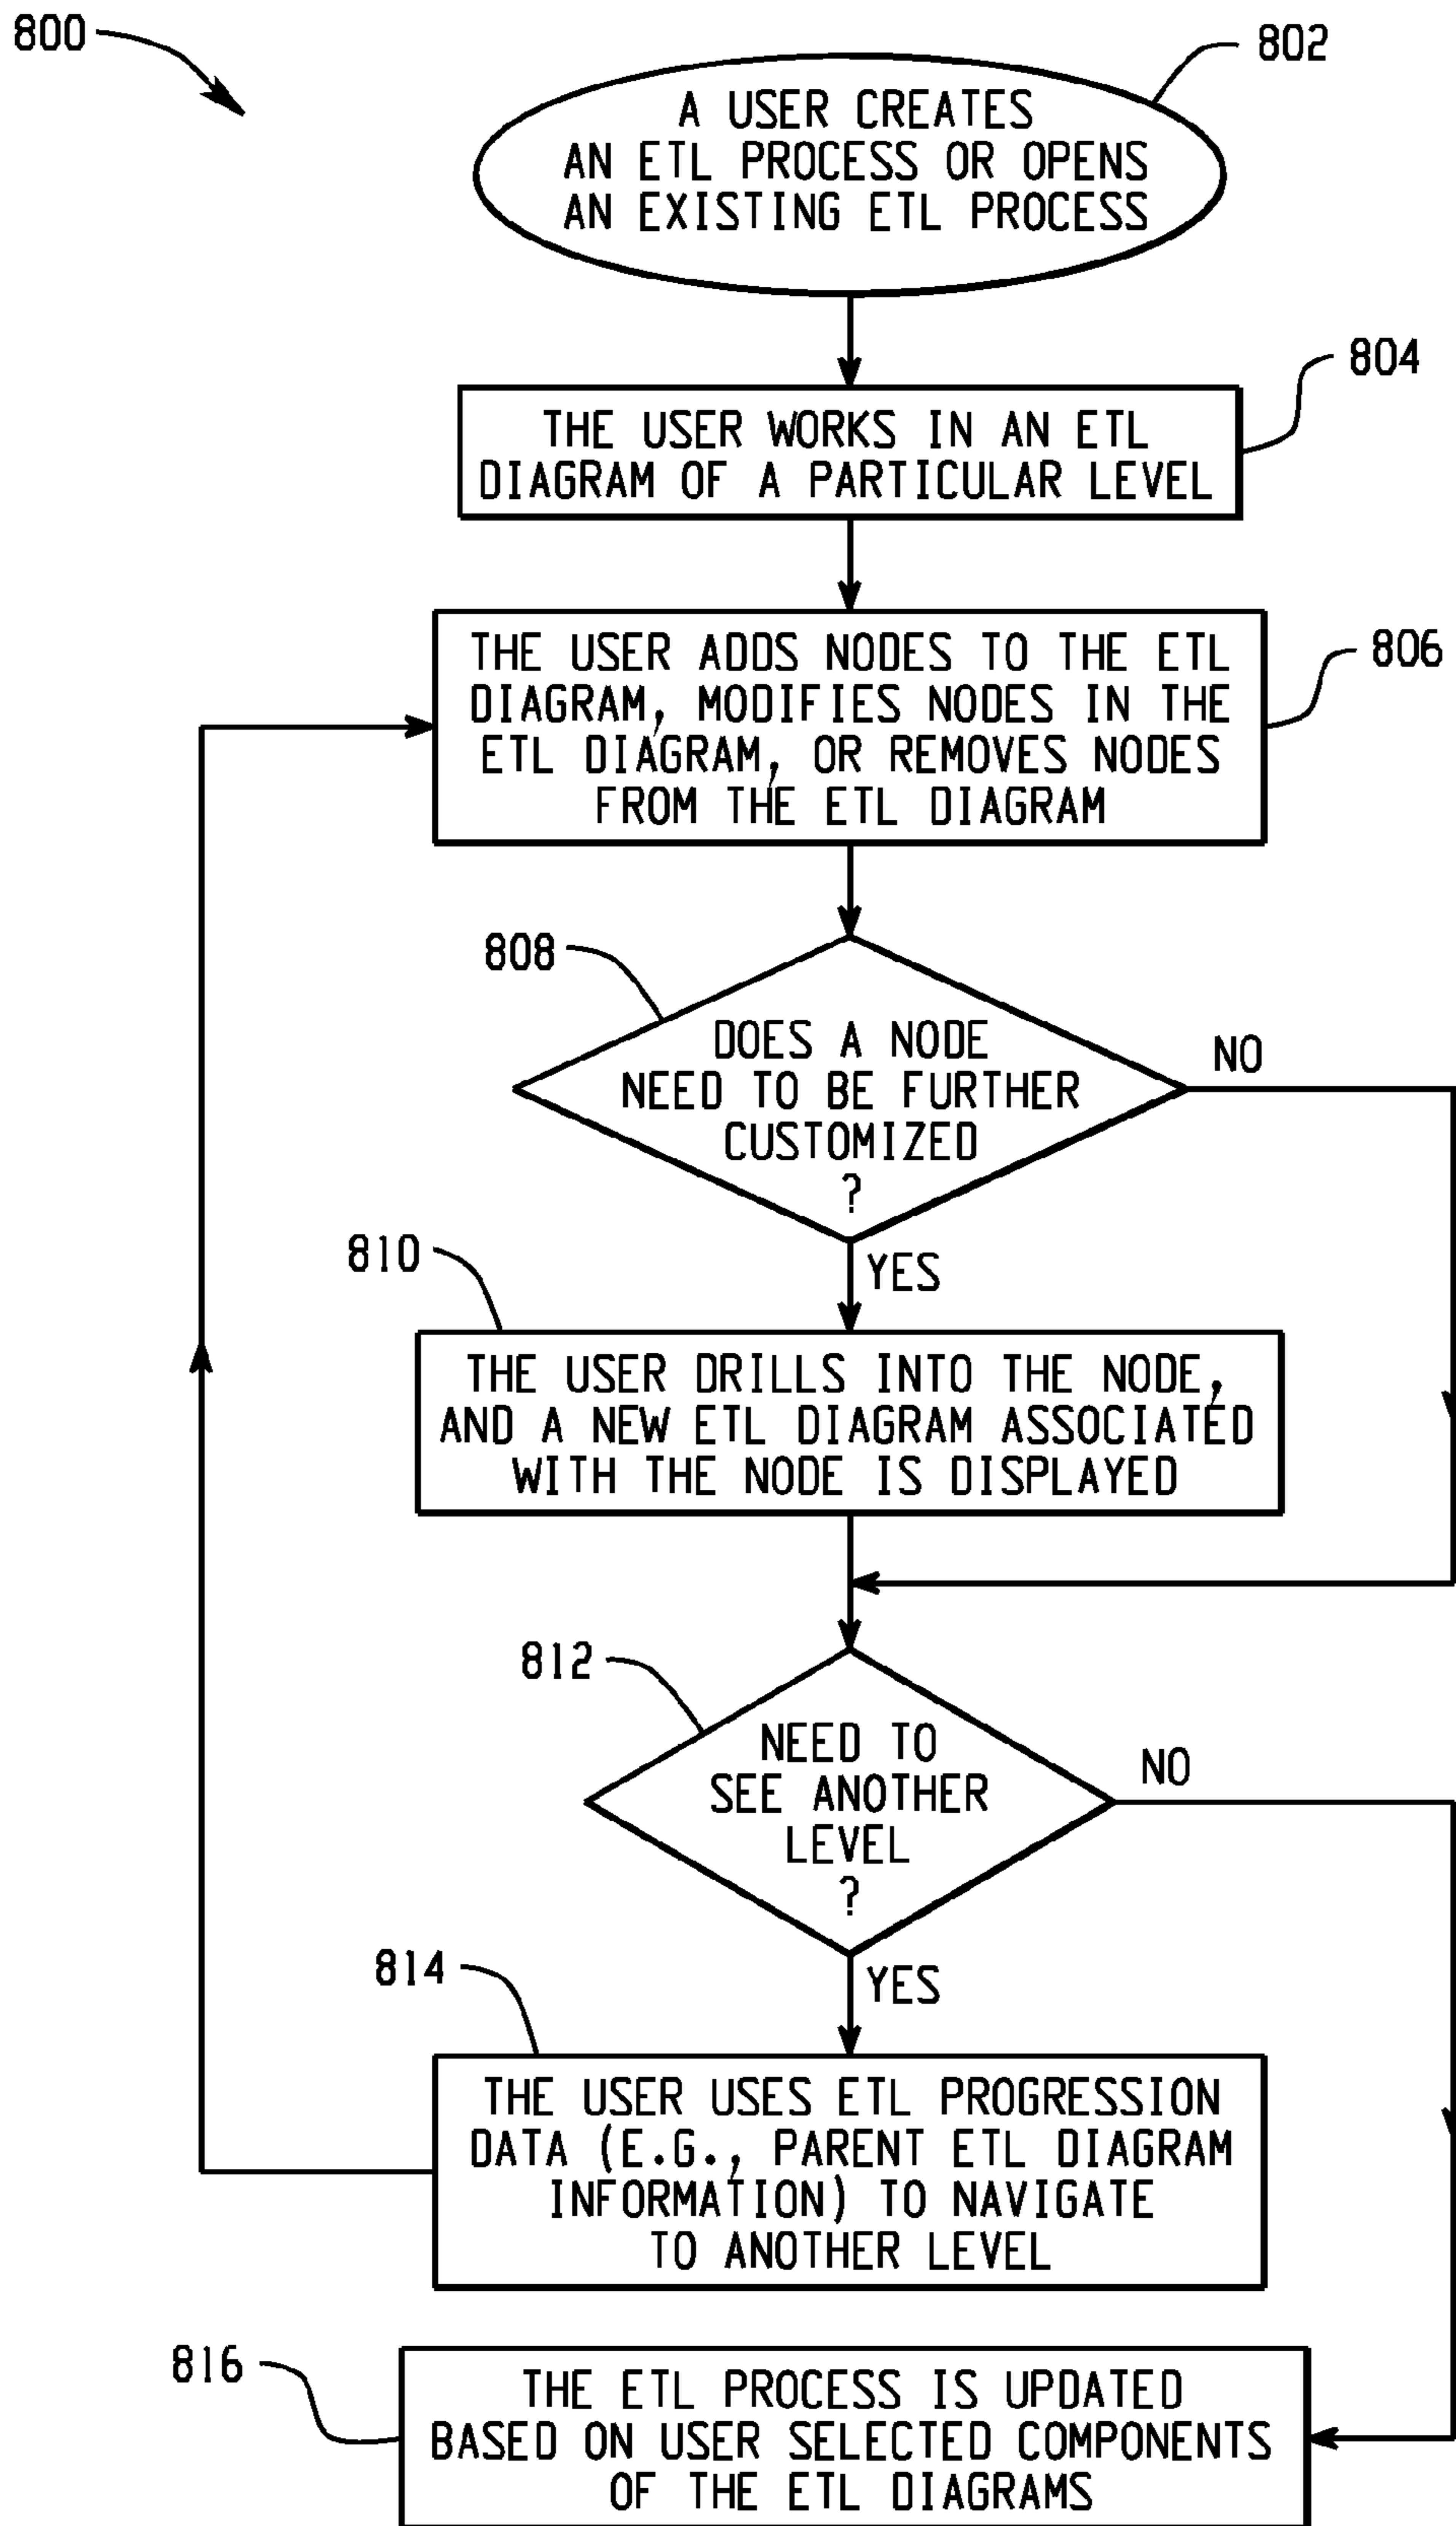 800
802
A USER CREATES
AN ETL PROCESS OR OPENS
AN EXISTING ETL PROCESS
804
THE USER WORKS IN AN ETL
DIAGRAM OF A PARTICULAR LEVEL
806
THE USER ADDS NODES TO THE ETL
DIAGRAM, MODIFIES NODES IN THE
ETL DIAGRAM, OR REMOVES NODES
FROM THE ETL DIAGRAM
808
DOES A NODE
NEED TO BE FURTHER
CUSTOMIZED
?
NO
YES
810
THE USER DRILLS INTO THE NODE,
AND A NEW ETL DIAGRAM ASSOCIATED
WITH THE NODE IS DISPLAYED
812
NEED TO
SEE ANOTHER
LEVEL
?
NO
YES
814
THE USER USES ETL PROGRESSION
DATA (E.G., PARENT ETL DIAGRAM
INFORMATION) TO NAVIGATE
TO ANOTHER LEVEL
816
THE ETL PROCESS IS UPDATED
BASED ON USER SELECTED COMPONENTS
OF THE ETL DIAGRAMS